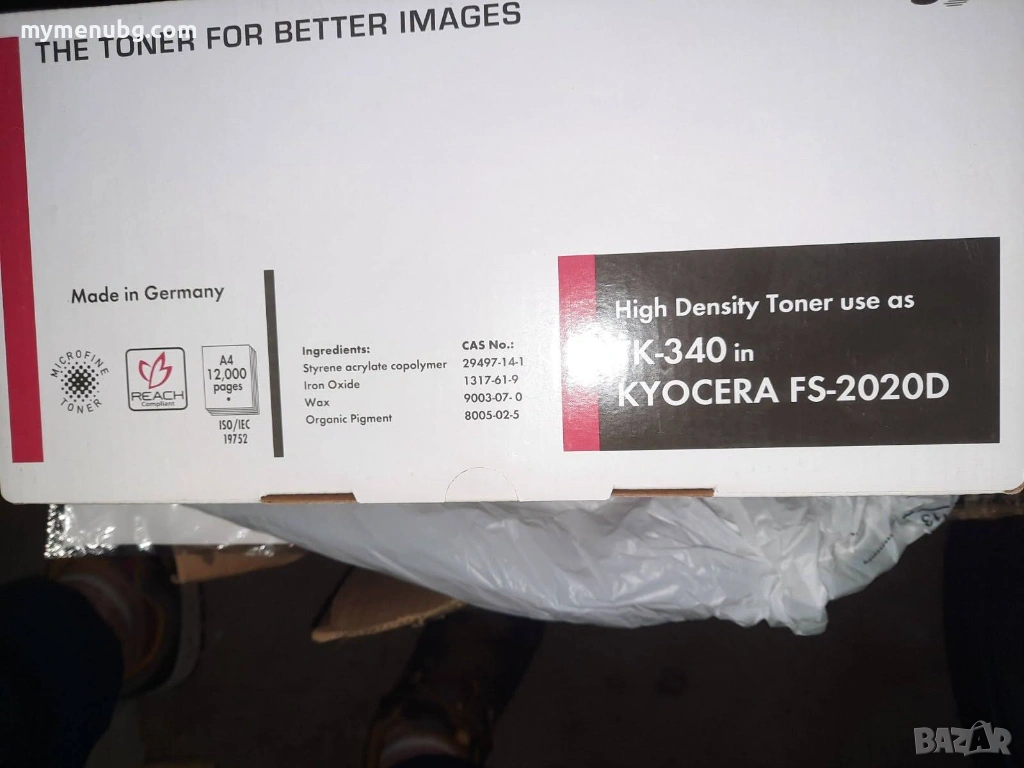 mymenubg.com
THE TONER FOR BETTER IMAGES
Made in Germany
MICROFINE TONER
REACH
Compliant
A4
12,000
pages
ISO/IEC
19752
Ingredients: CAS No.:
Styrene acrylate copolymer 29497-14-1
Iron Oxide 1317-61-9
Wax 9003-07-0
Organic Pigment 8005-02-5
High Density Toner use as
TK-340 in
KYOCERA FS-2020D
BAZAR